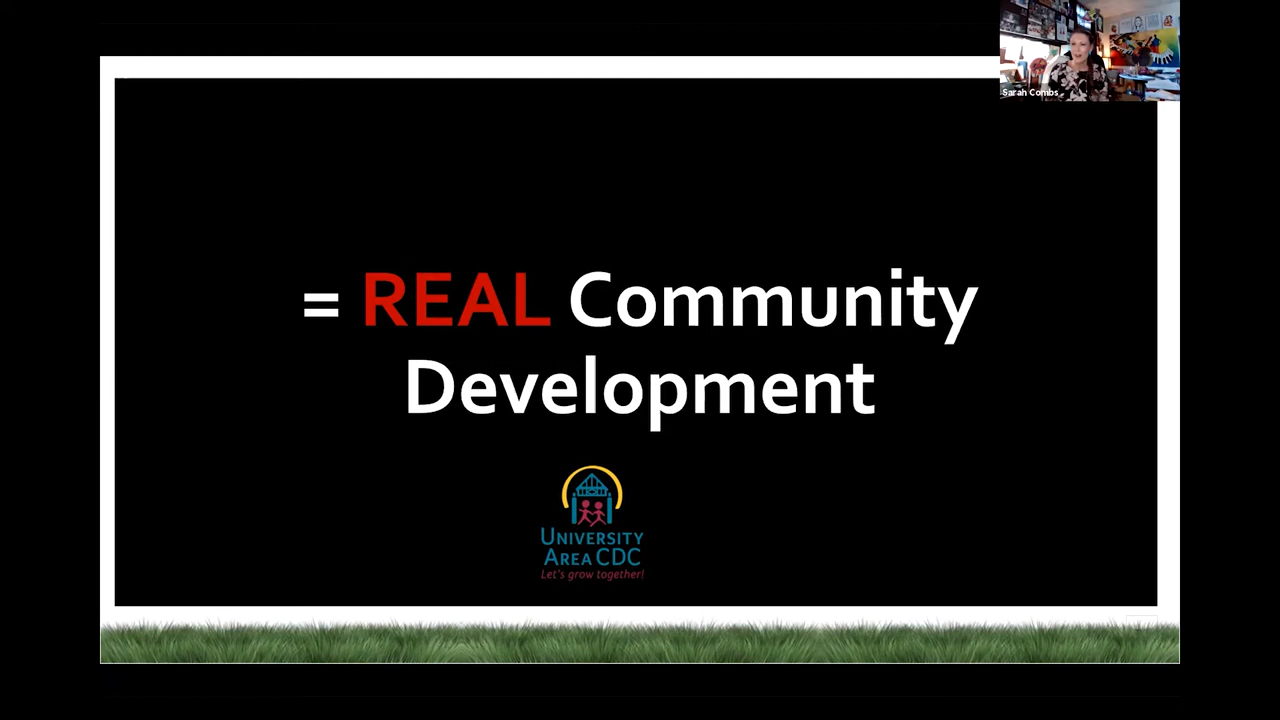 Sarah Combs
= REAL Community
Development
UNIVERSITY
AREA CDC
Let's grow together!